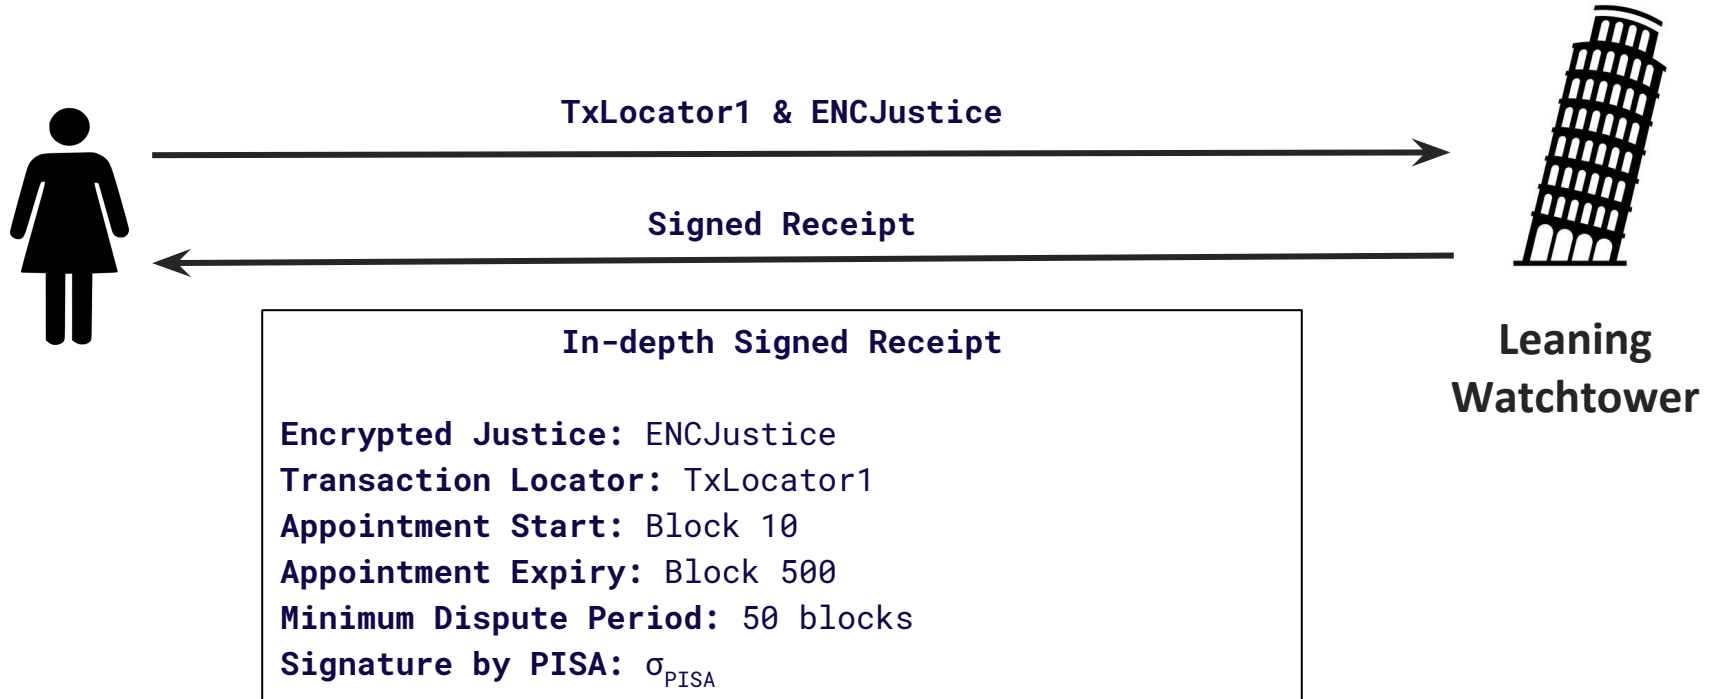 TxLocator1 & ENCJustice
Signed Receipt
Leaning
Watchtower
In-depth Signed Receipt
Encrypted Justice: ENCJustice
Transaction Locator: TxLocator1
Appointment Start: Block 10
Appointment Expiry: Block 500
Minimum Dispute Period: 50 blocks
Signature by PISA: σPISA